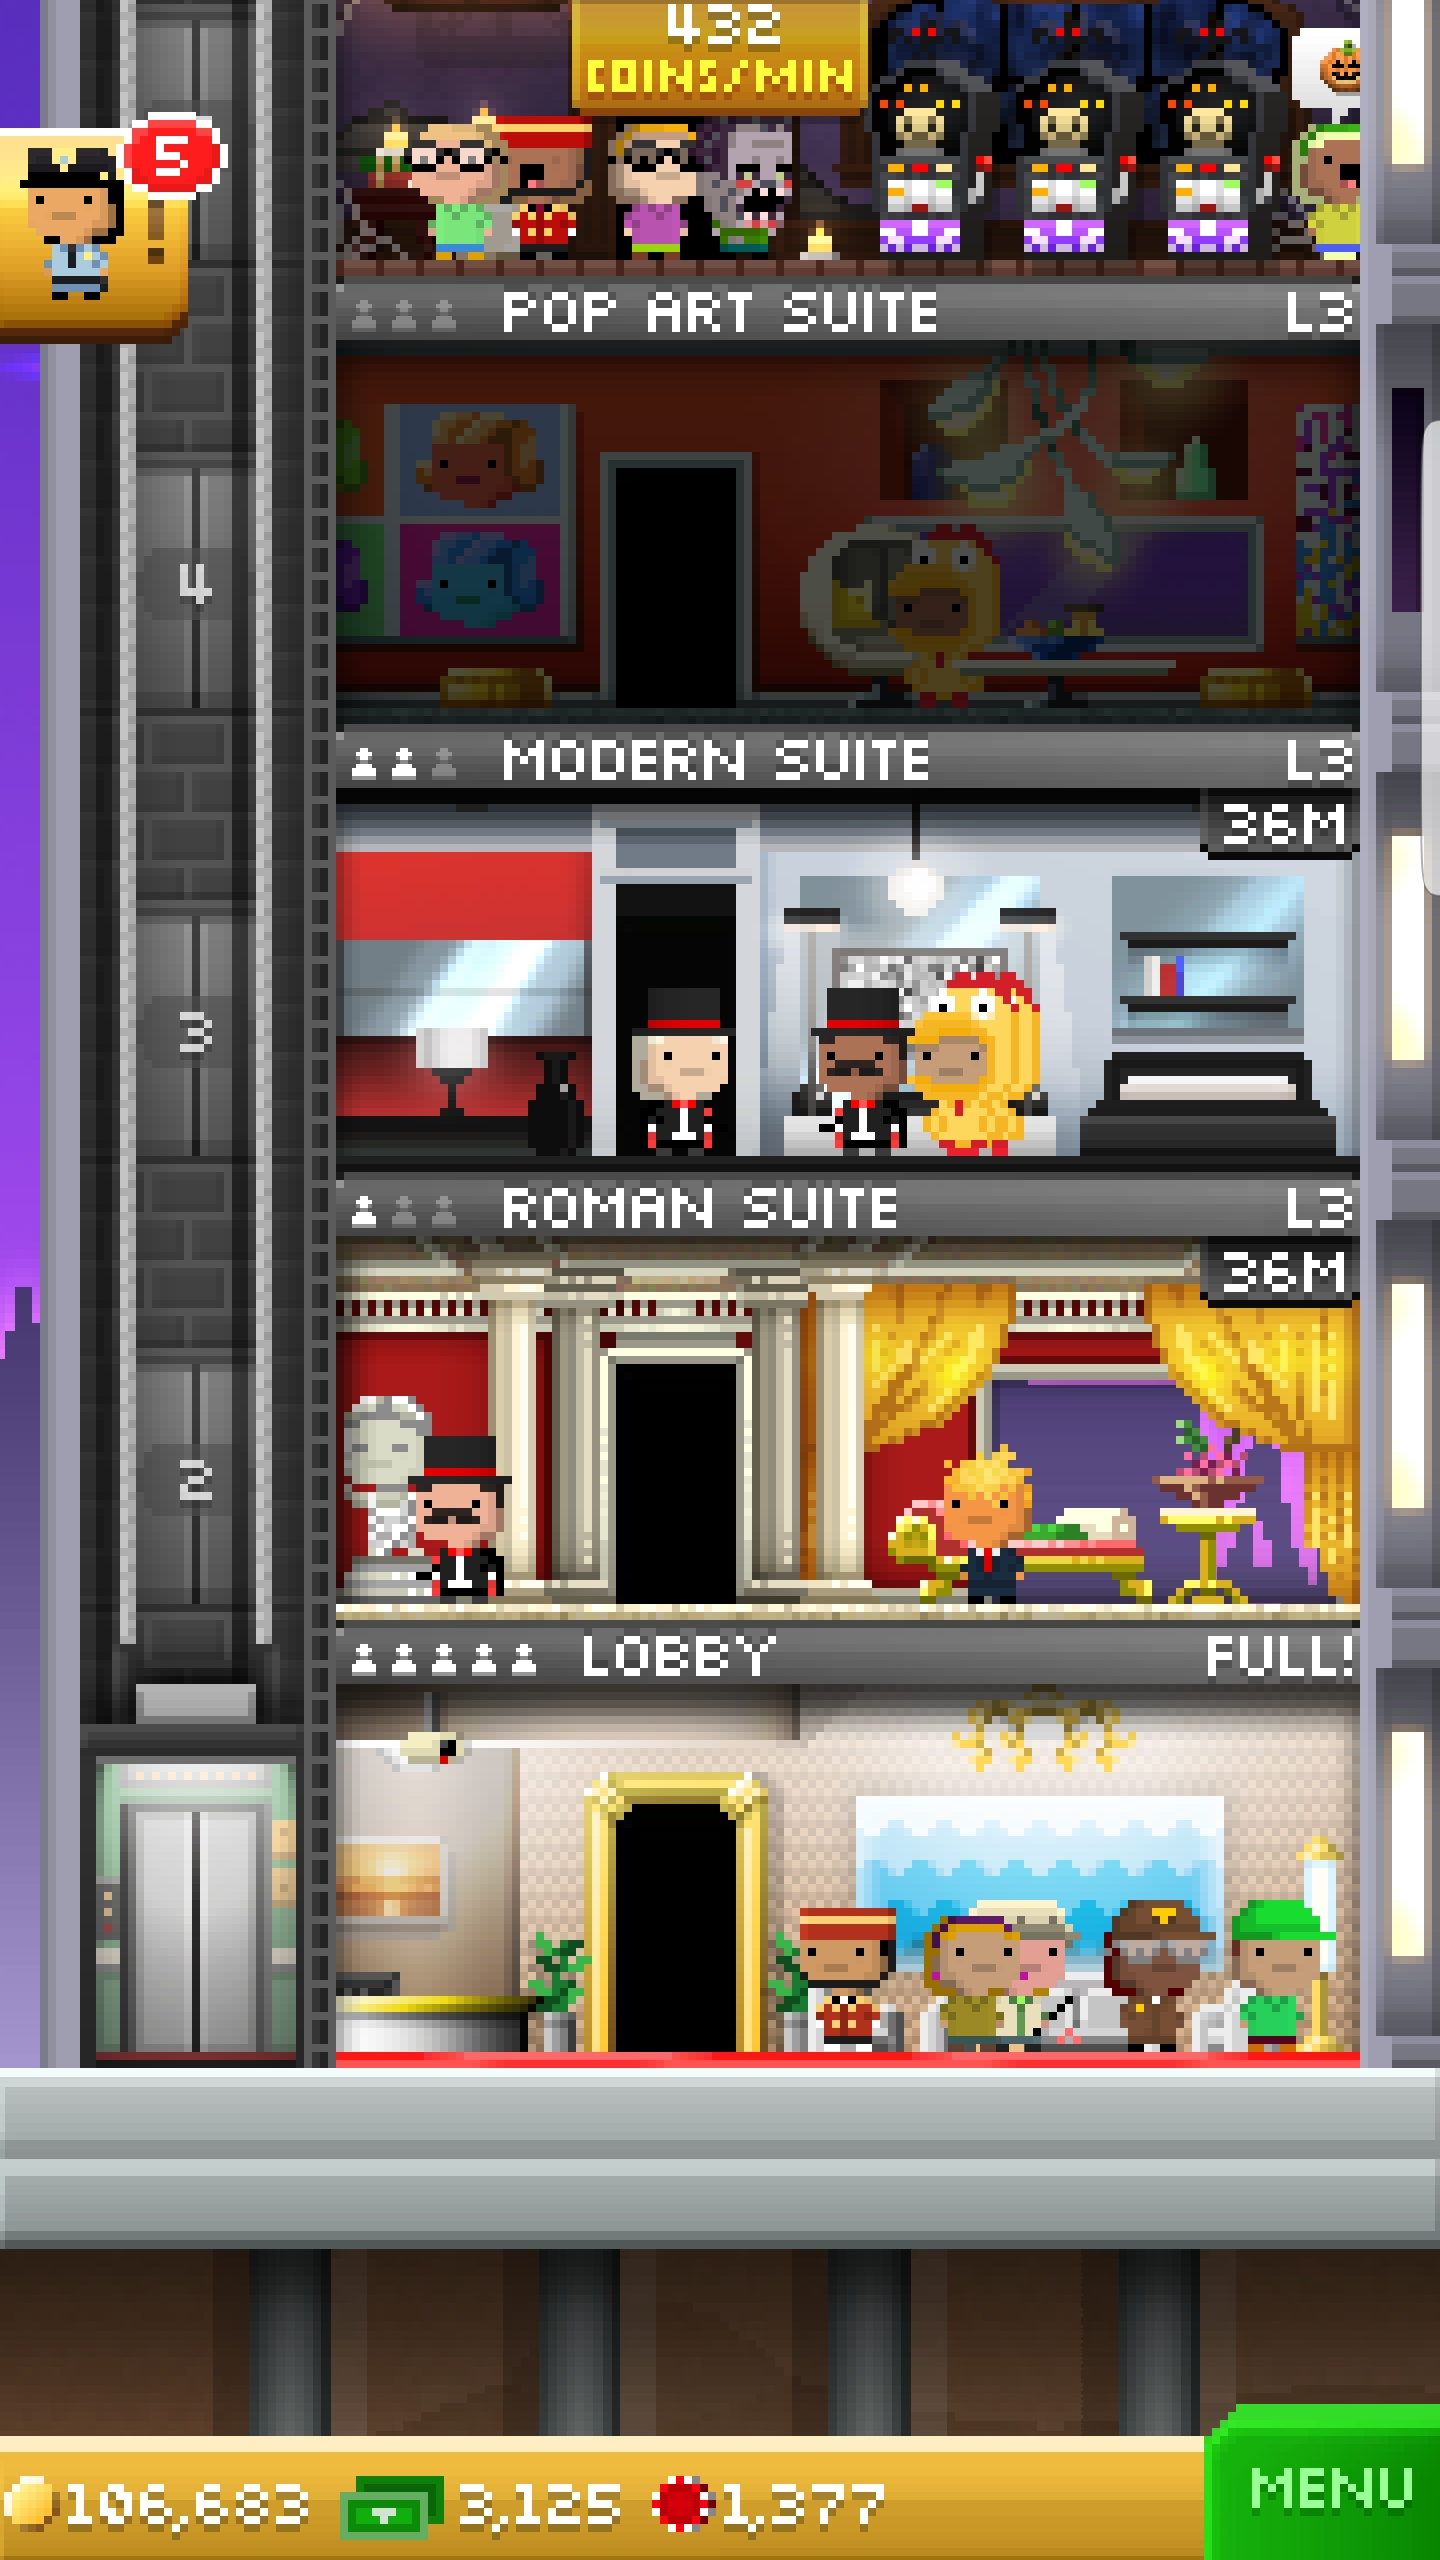 432
COINS/MIN
5
!
POP ART SUITE L3
4
MODERN SUITE L3
36M
3
ROMAN SUITE L3
36M
2
LOBBY FULL!
106,683 3,125 1,377
MENU